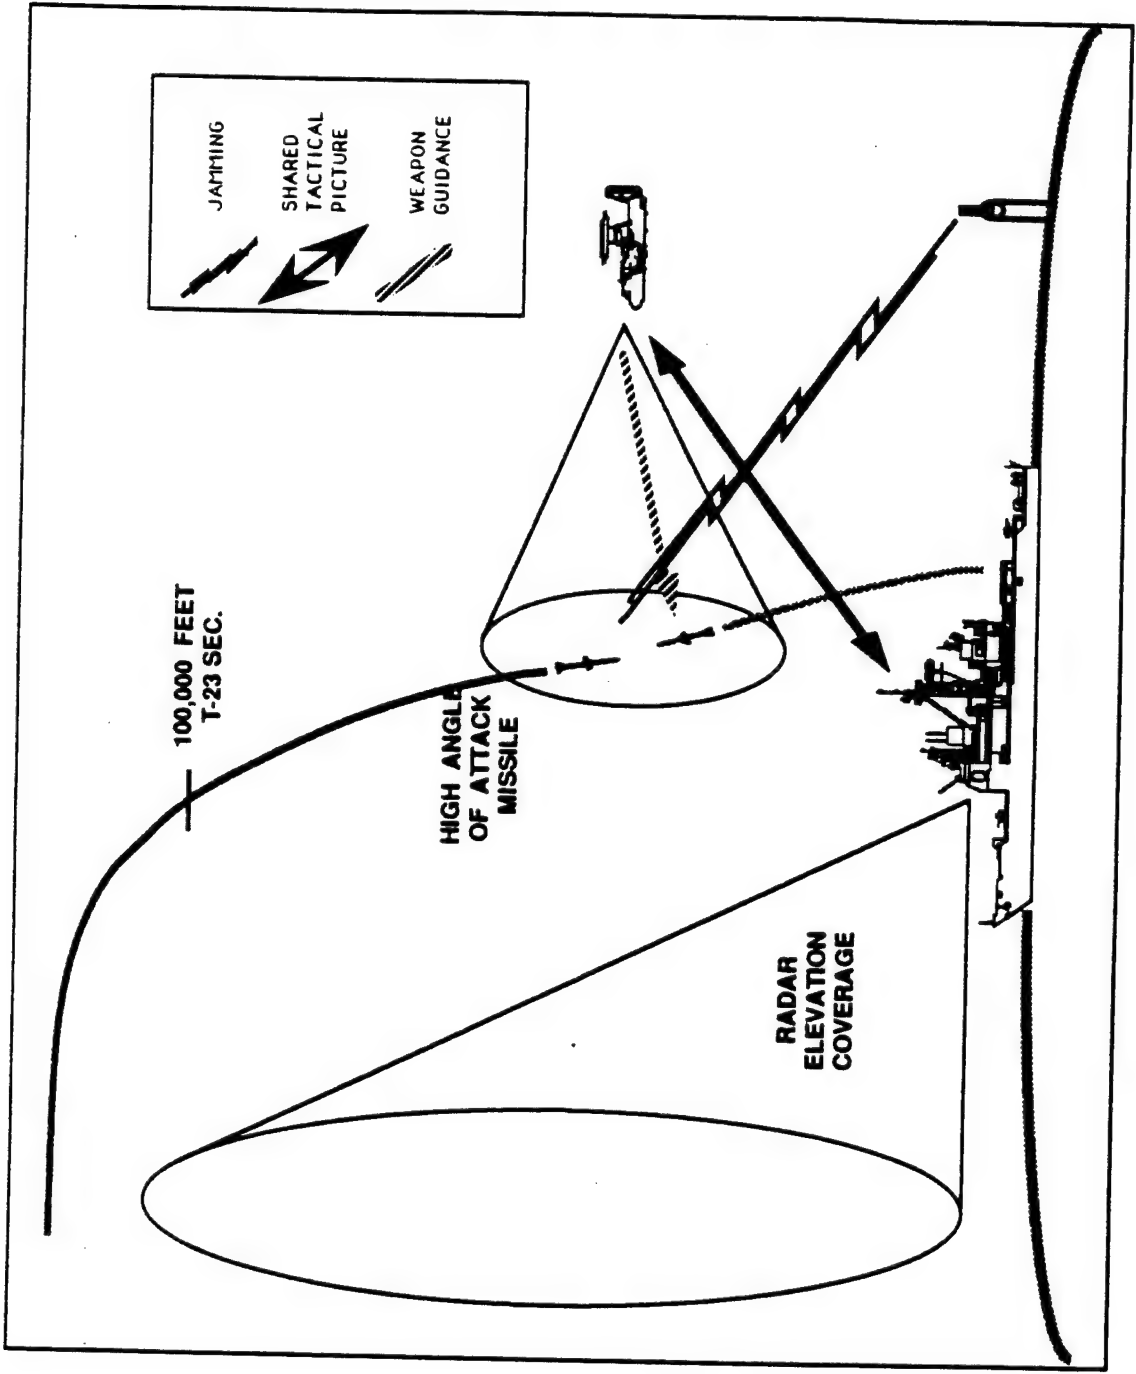 JAMMING
SHARED
TACTICAL
PICTURE
WEAPON
GUIDANCE
100,000 FEET
T-23 SEC.
HIGH ANGLE
OF ATTACK
MISSILE
RADAR
ELEVATION
COVERAGE